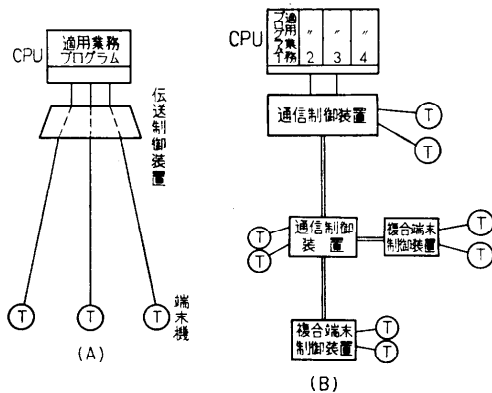 CPU
適用業務
プログラム
伝送制御装置
T T T
端末機
(A)
CPU
適用業務
プログラム1
〃2
〃3
〃4
通信制御装置
T
T
通信制御
装置
T
T
複合端末
制御装置
T
T
複合端末
制御装置
T
T
(B)